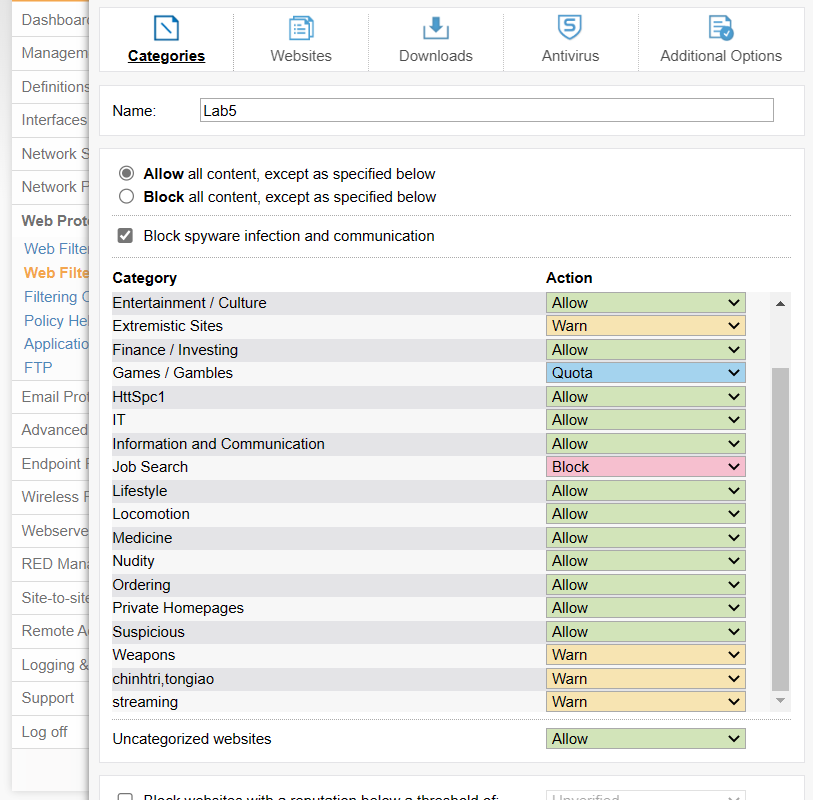 Categories
Websites
Downloads
Antivirus
Additional Options
Dashboar
Managem
Definitions
Interfaces
Network S
Network P
Web Prote
Web Filte
Web Filte
Filtering O
Policy Hel
Applicatio
FTP
Email Prot
Advanced
Endpoint P
Wireless P
Webserve
RED Mana
Site-to-site
Remote A
Logging &
Support
Log off
Name: Lab5
Allow all content, except as specified below
Block all content, except as specified below
Block spyware infection and communication
Category Action
Entertainment / Culture Allow
Extremistic Sites Warn
Finance / Investing Allow
Games / Gambles Quota
HttSpc1 Allow
IT Allow
Information and Communication Allow
Job Search Block
Lifestyle Allow
Locomotion Allow
Medicine Allow
Nudity Allow
Ordering Allow
Private Homepages Allow
Suspicious Allow
Weapons Warn
chinhtri,tongiao Warn
streaming Warn
Uncategorized websites Allow
Block websites with a reputation below a threshold of: Unverified